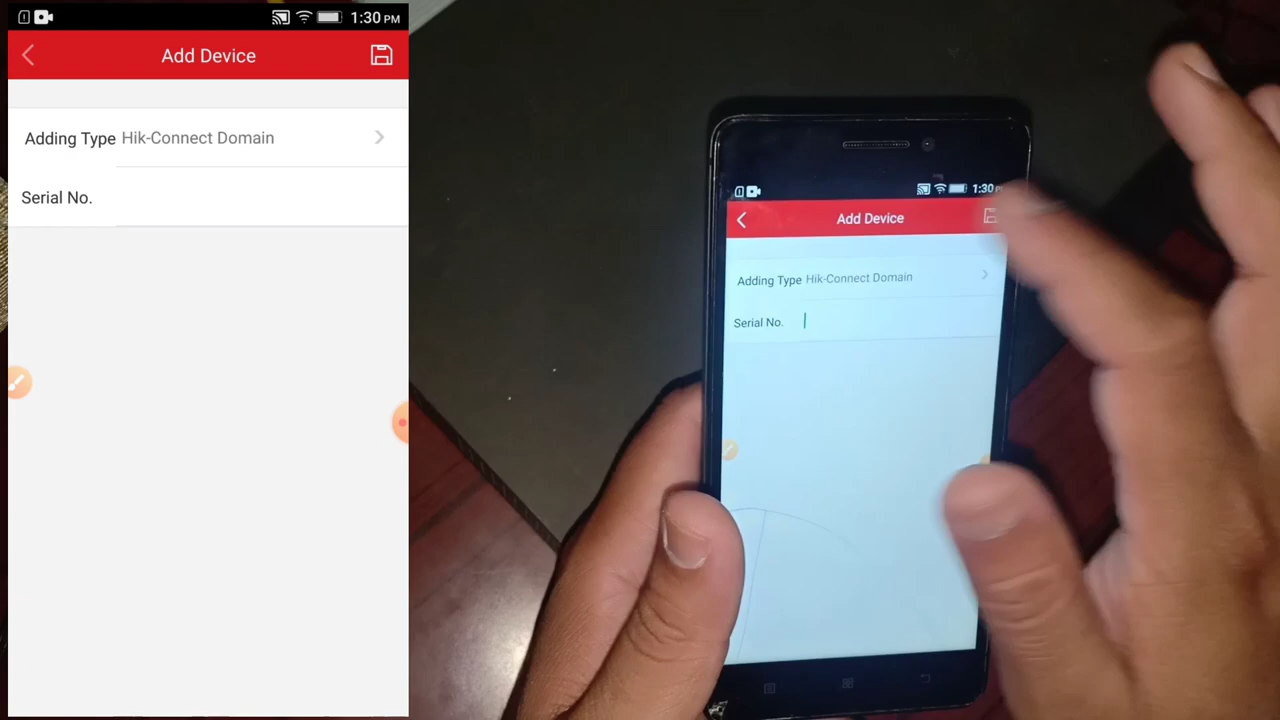 1:30 PM
Add Device
Adding Type Hik-Connect Domain
Serial No.
1:30 PM
Add Device
Adding Type Hik-Connect Domain
Serial No.